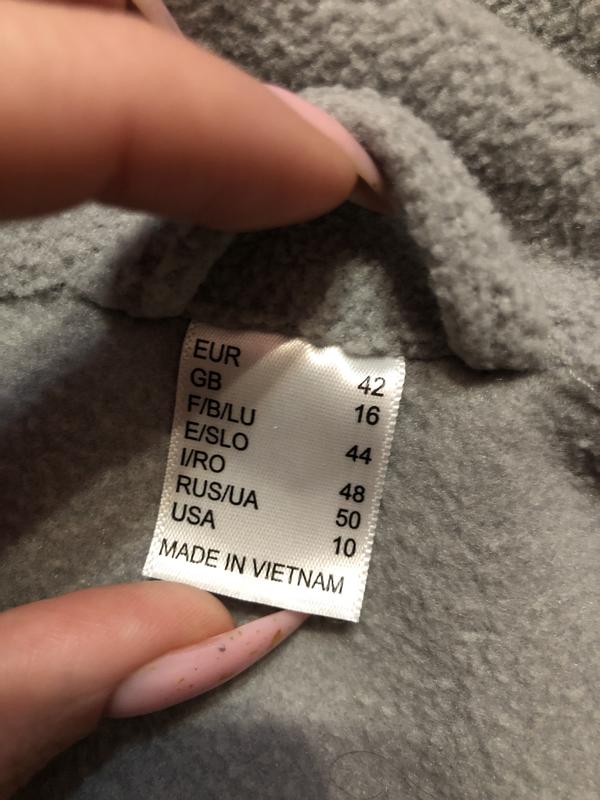 EUR 42
GB 16
F/B/LU 44
E/SLO
I/RO 48
RUS/UA 50
USA 10
MADE IN VIETNAM